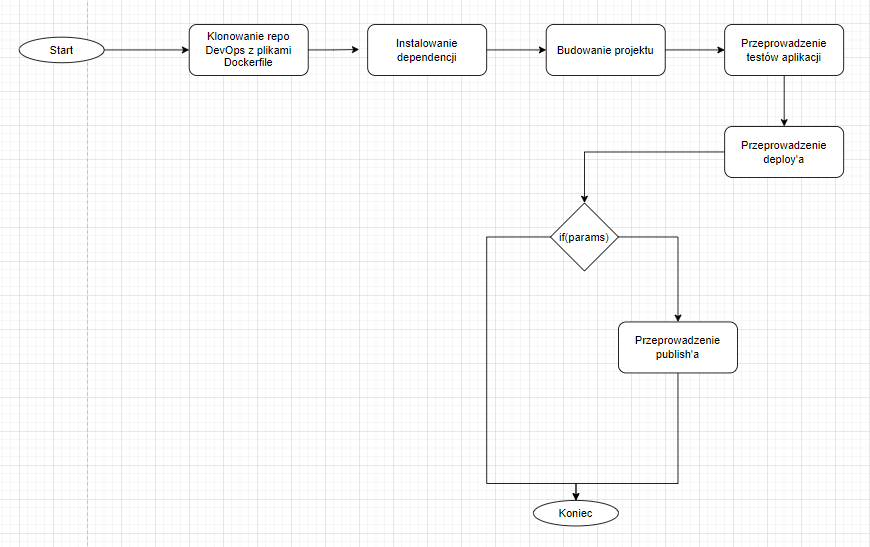 Start
Klonowanie repo
DevOps z plikami
Dockerfile
Instalowanie
dependencji
Budowanie projektu
Przeprowadzenie
testów aplikacji
Przeprowadzenie
deploy'a
if(params)
Przeprowadzenie
publish'a
Koniec